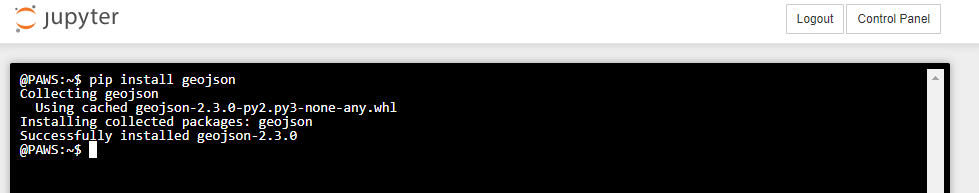 jupyter
Logout
Control Panel
@PAWS:~$ pip install geojson
Collecting geojson
  Using cached geojson-2.3.0-py2.py3-none-any.whl
Installing collected packages: geojson
Successfully installed geojson-2.3.0
@PAWS:~$